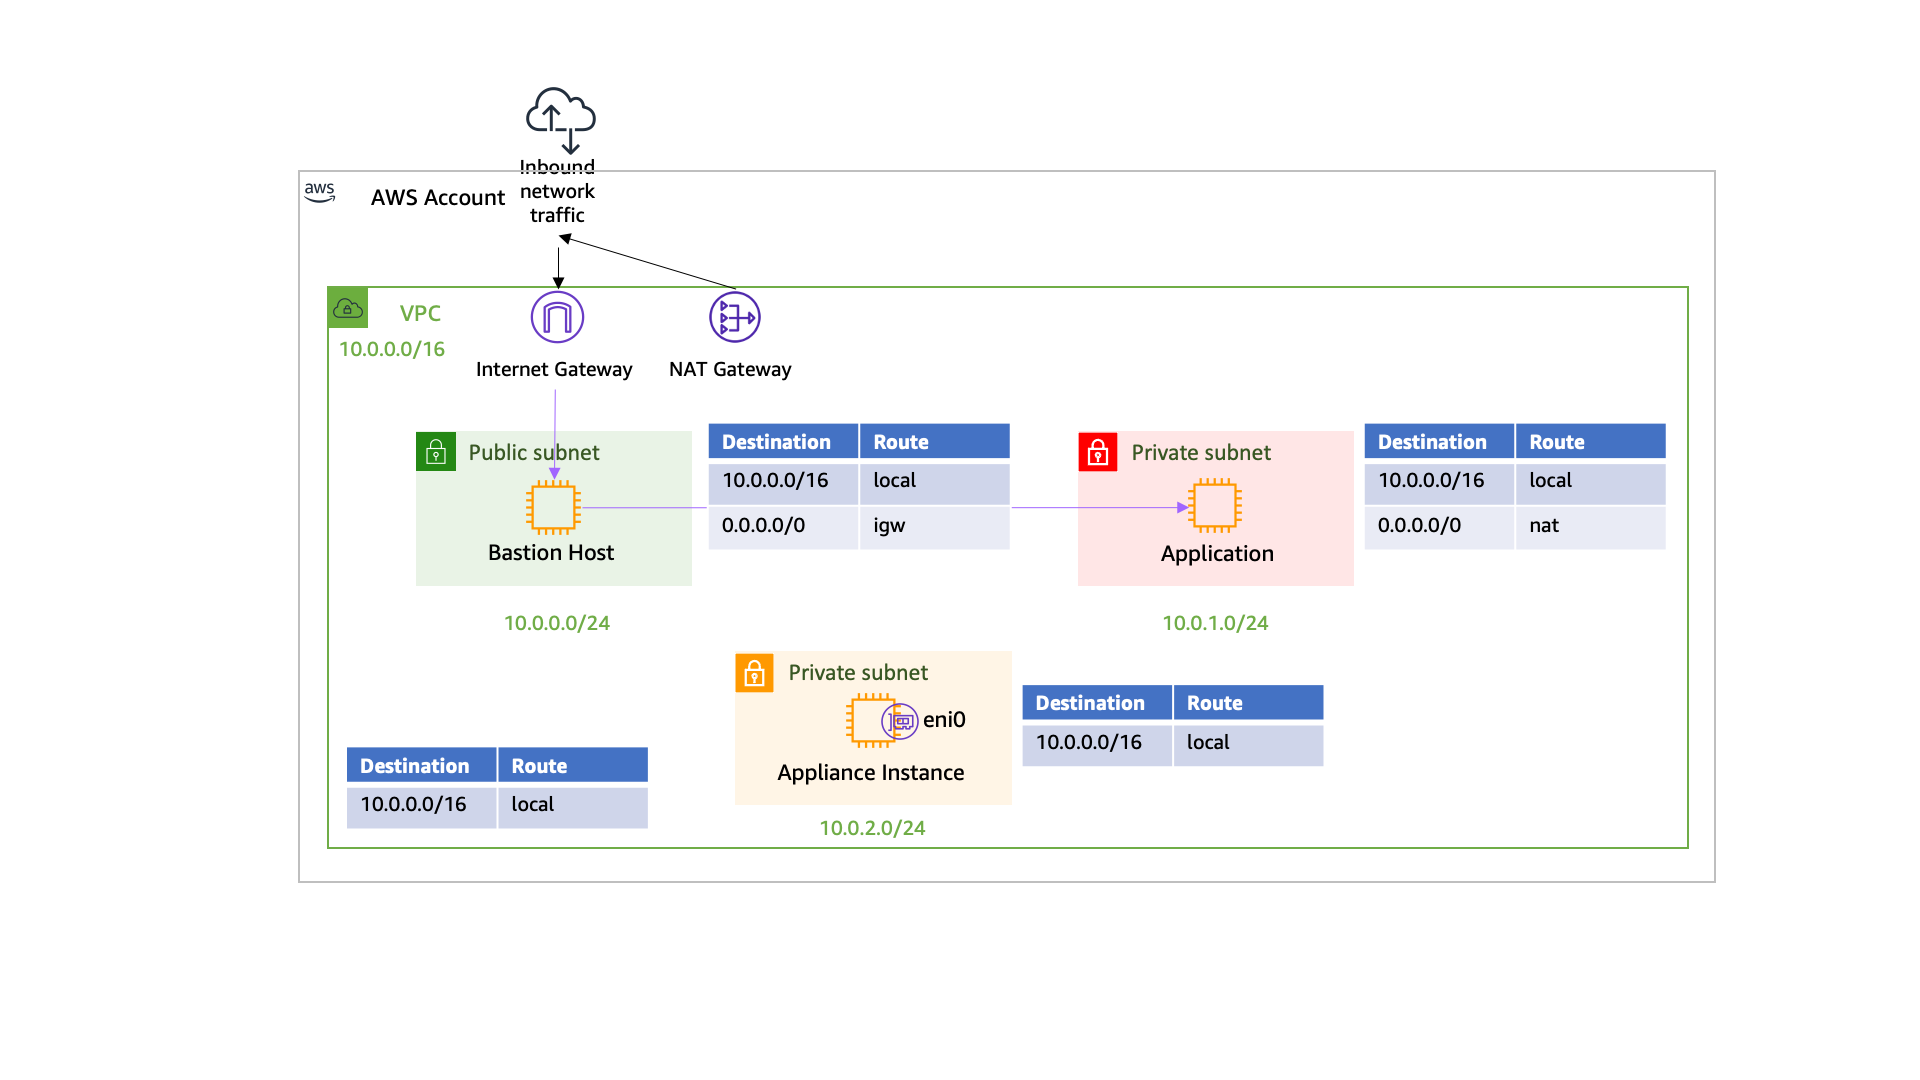 Inbound
network
traffic
aws
AWS Account
VPC
10.0.0.0/16
Internet Gateway
NAT Gateway
Public subnet
Bastion Host
10.0.0.0/24
Destination Route
10.0.0.0/16 local
0.0.0.0/0 igw
Private subnet
Application
10.0.1.0/24
Destination Route
10.0.0.0/16 local
0.0.0.0/0 nat
Private subnet
eni0
Appliance Instance
10.0.2.0/24
Destination Route
10.0.0.0/16 local
Destination Route
10.0.0.0/16 local